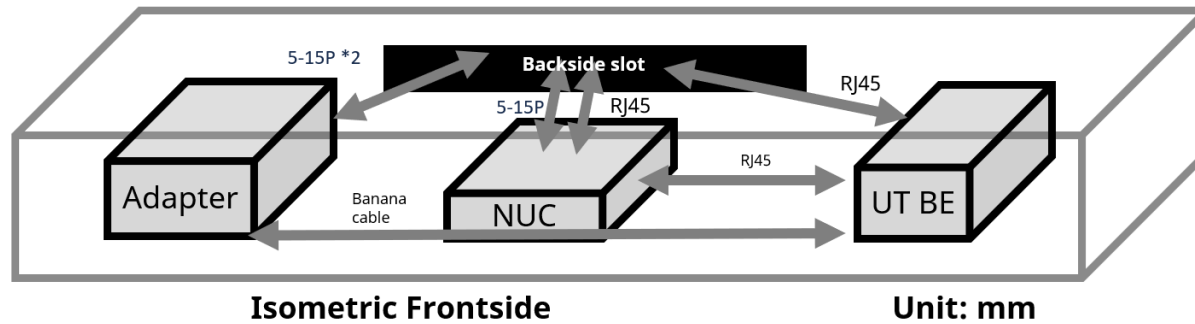 Backside slot
5-15P *2
5-15P
RJ45
RJ45
RJ45
Adapter
Banana
cable
NUC
UT BE
Isometric Frontside
Unit: mm